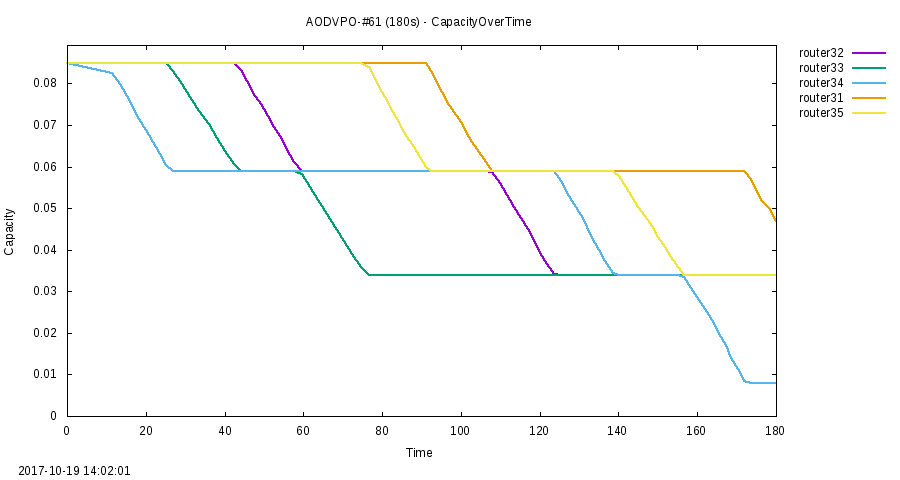 AODVPO-#61 (180s) - CapacityOverTime
router32
router33
router34
router31
router35
0.08
0.07
0.06
0.05
0.04
0.03
0.02
0.01
0
Capacity
0 20 40 60 80 100 120 140 160 180
Time
2017-10-19 14:02:01